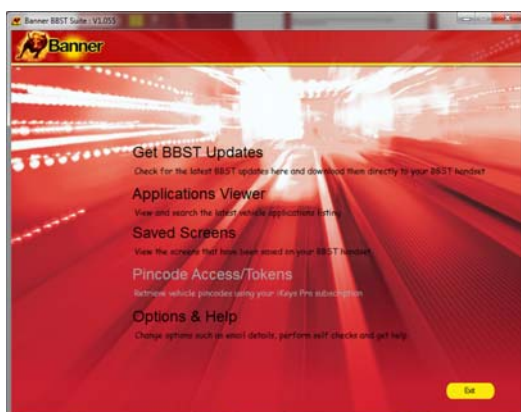 Banner BBST Suite : V1.055
Banner
Get BBST Updates
Check for the latest BBST updates here and download them directly to your BBST handset
Applications Viewer
View and search the latest vehicle applications listing
Saved Screens
View the screens that have been saved on your BBST handset
Pincode Access/Tokens
Retrieve vehicle pincodes using your iKeys Pro subscription
Options & Help
Change options such as email details, perform self checks and get help.
Exit